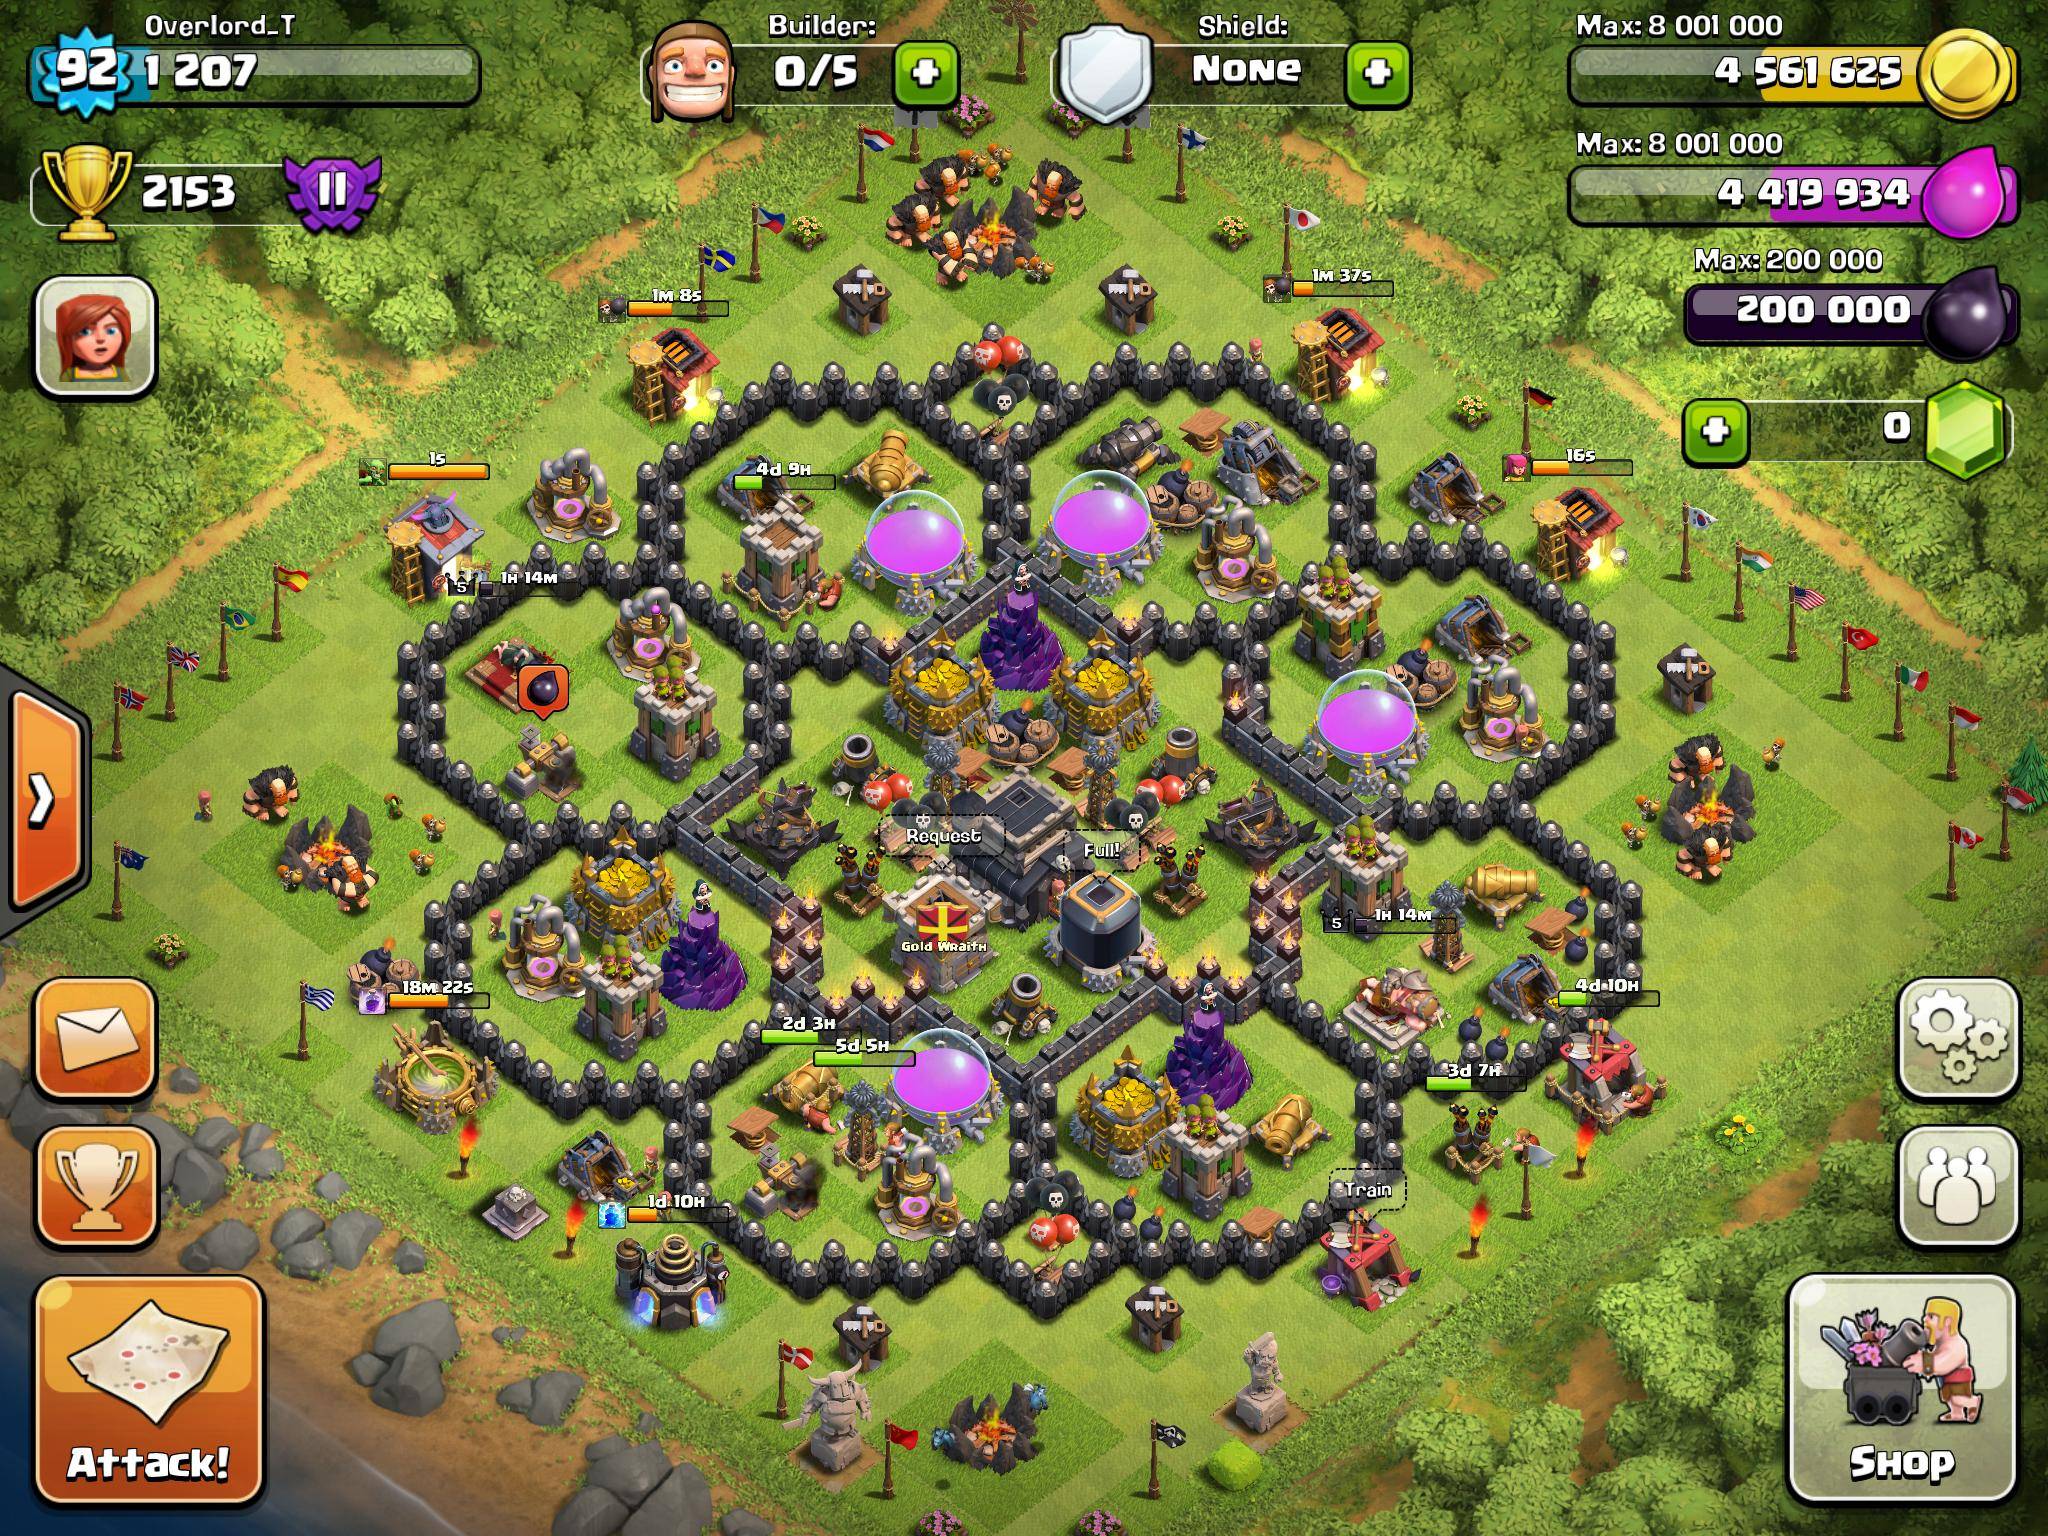 Overlord_T
92
1 207
Builder:
0/5
Shield:
None
Max: 8 001 000
4 561 625
Max: 8 001 000
4 419 934
Max: 200 000
200 000
0
2153
II
1m 8s
1m 37s
1s
4d 9h
16s
5
1h 14m
Request
Full!
Gold Wraith
5
1h 14m
18m 22s
4d 10h
2d 3h
5d 5h
3d 7h
1d 10h
Train
Attack!
Shop